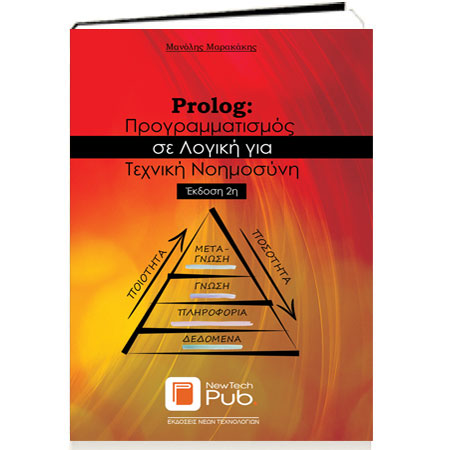 Μανόλης Μαρακάκης
Prolog:
Προγραμματισμός
σε Λογική για
Τεχνική Νοημοσύνη
Έκδοση 2η
ΠΟΙΟΤΗΤΑ
ΠΟΣΟΤΗΤΑ
ΜΕΤΑ-
ΓΝΩΣΗ
ΓΝΩΣΗ
ΠΛΗΡΟΦΟΡΙΑ
ΔΕΔΟΜΕΝΑ
NewTech
Pub
ΕΚΔΟΣΕΙΣ ΝΕΩΝ ΤΕΧΝΟΛΟΓΙΩΝ